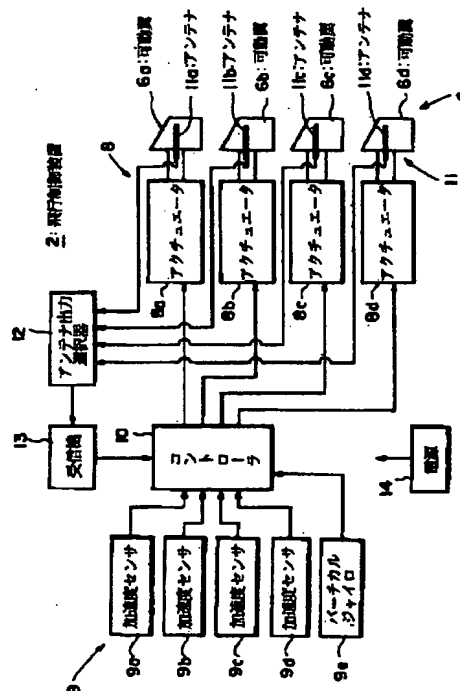 2: 飛行制御装置
12
アンテナ出力
選択器
13
受信機
10
コントローラ
8
6a:可動翼
11a:アンテナ
アクチュエータ
8a
11b:アンテナ
6b:可動翼
アクチュエータ
8b
11c:アンテナ
6c:可動翼
アクチュエータ
8c
11d:アンテナ
6d:可動翼
アクチュエータ
8d
11
9
加速度センサ
9a
加速度センサ
9b
加速度センサ
9c
加速度センサ
9d
バーチカル
ジャイロ
9e
14
電源